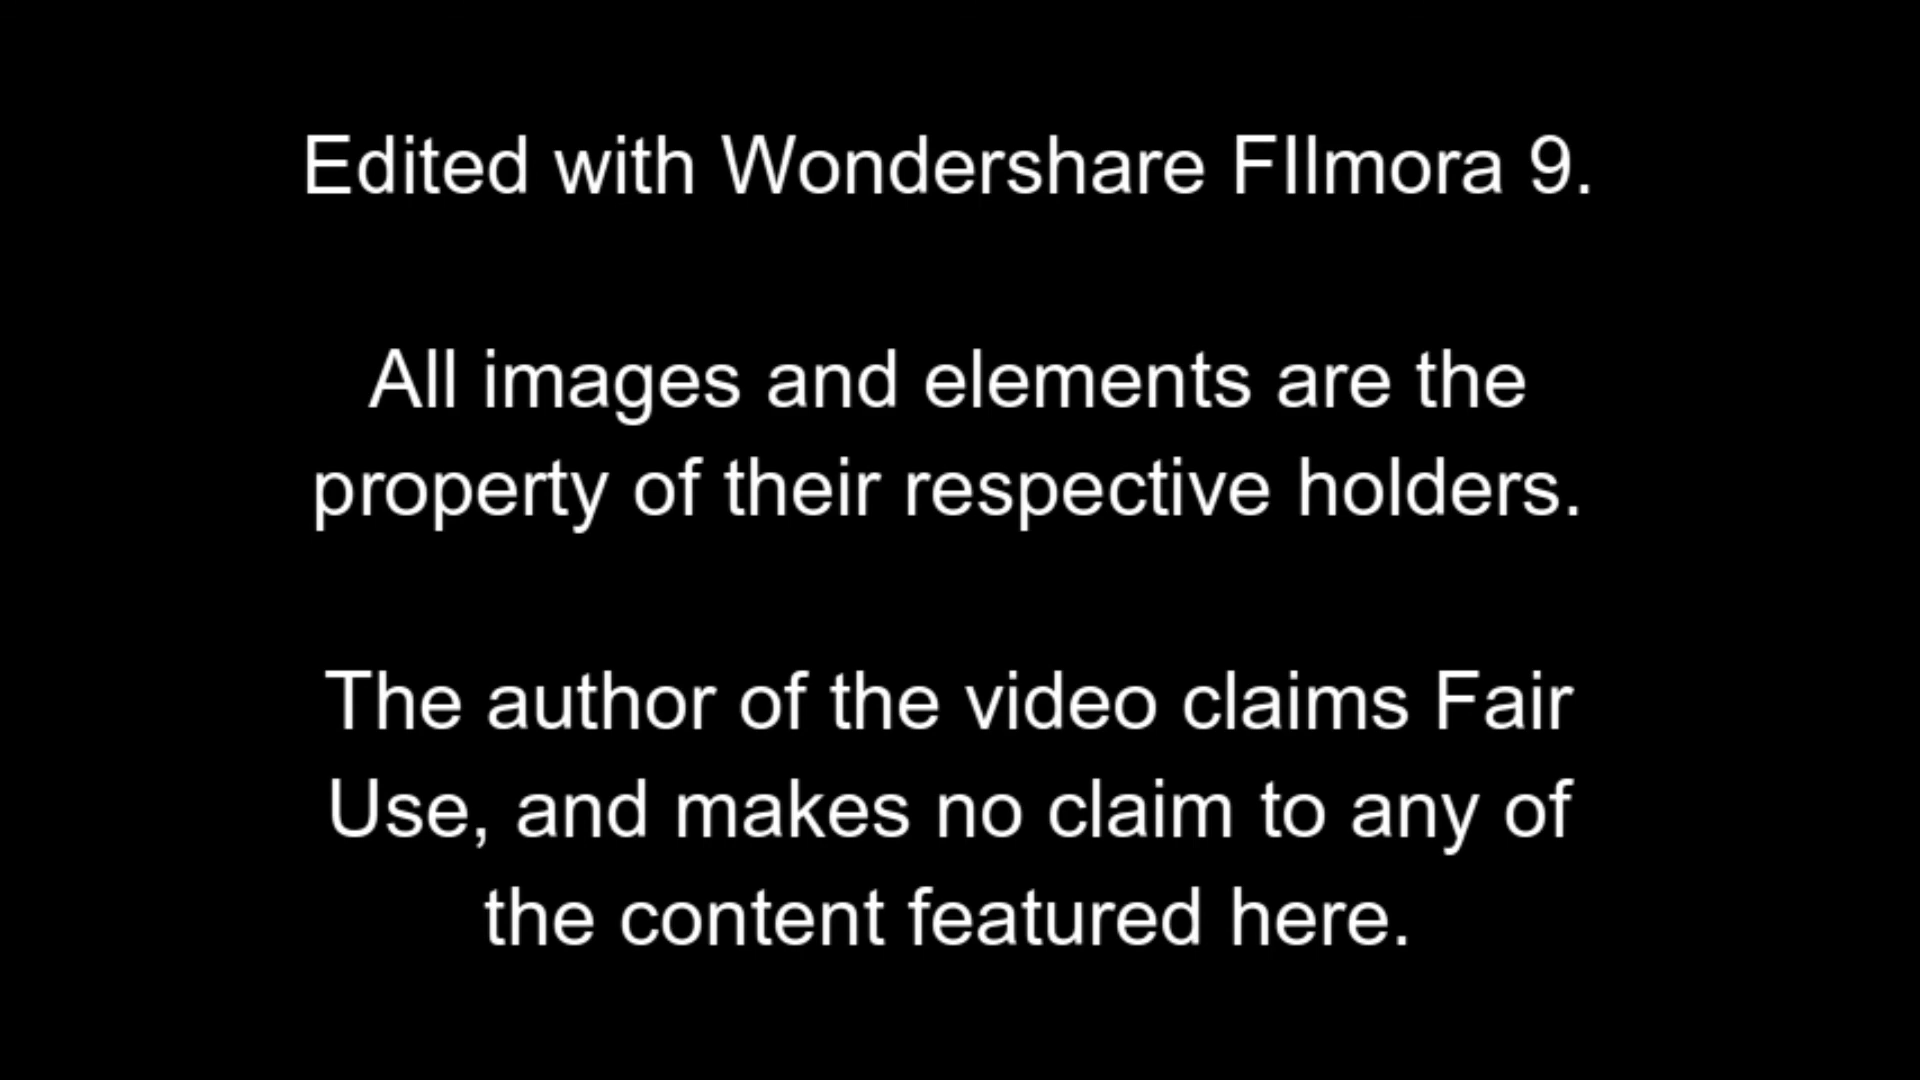 Edited with Wondershare FIlmora 9.
All images and elements are the
property of their respective holders.
The author of the video claims Fair
Use, and makes no claim to any of
the content featured here.